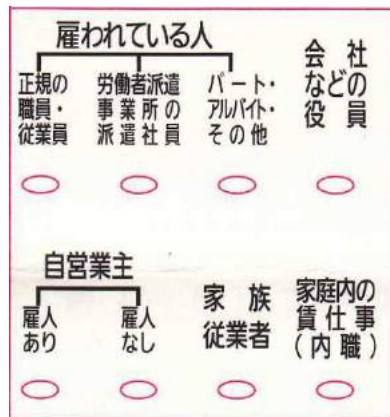 雇われている人
正規の
職員・
従業員
労働者派遣
事業所の
派遣社員
パート・
アルバイト・
その他
会社
などの
役員
自営業主
雇人
あり
雇人
なし
家族
従業者
家庭内の
賃仕事
(内職)